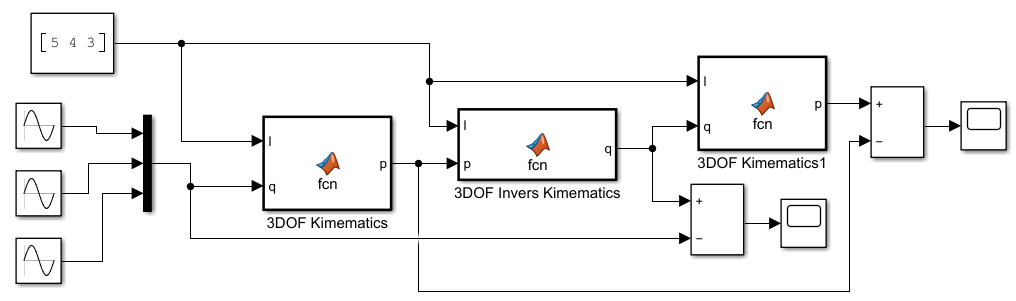 [5 4 3]
l
q
fcn
p
3DOF Kimematics
l
p
fcn
q
3DOF Invers Kimematics
l
q
fcn
p
3DOF Kimematics1
+
−
+
−